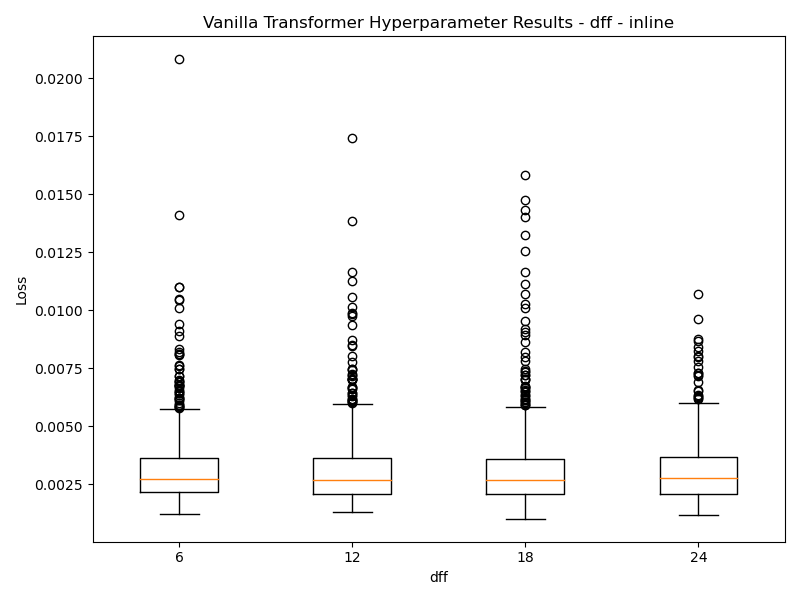 Vanilla Transformer Hyperparameter Results - dff - inline
0.0200
0.0175
0.0150
0.0125
0.0100
0.0075
0.0050
0.0025
Loss
6 12 18 24
dff